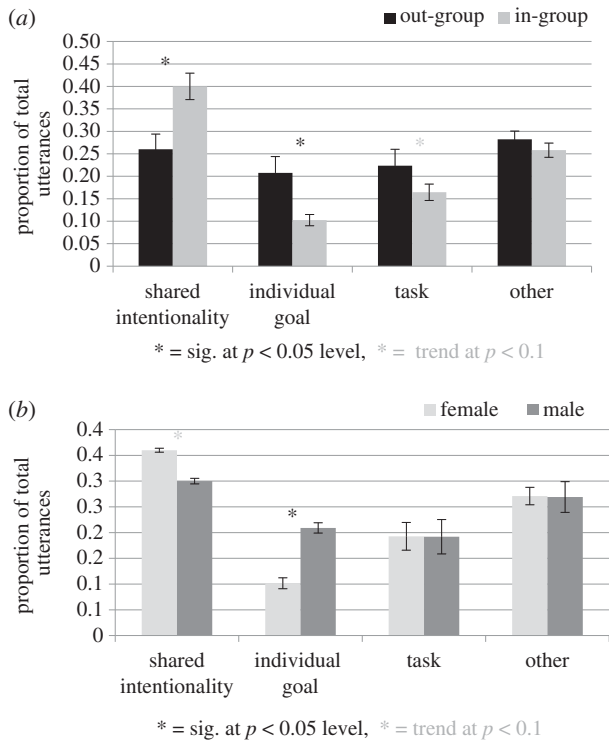 (a)
out-group in-group
0.50
0.45
0.40
0.35
0.30
0.25
0.20
0.15
0.10
0.05
0
proportion of total
utterances
*
*
*
shared
intentionality
individual
goal
task
other
* = sig. at p < 0.05 level, * = trend at p < 0.1
(b)
female male
0.4
0.4
0.3
0.3
0.2
0.2
0.1
0.1
0
proportion of total
utterances
*
*
shared
intentionality
individual
goal
task
other
* = sig. at p < 0.05 level, * = trend at p < 0.1